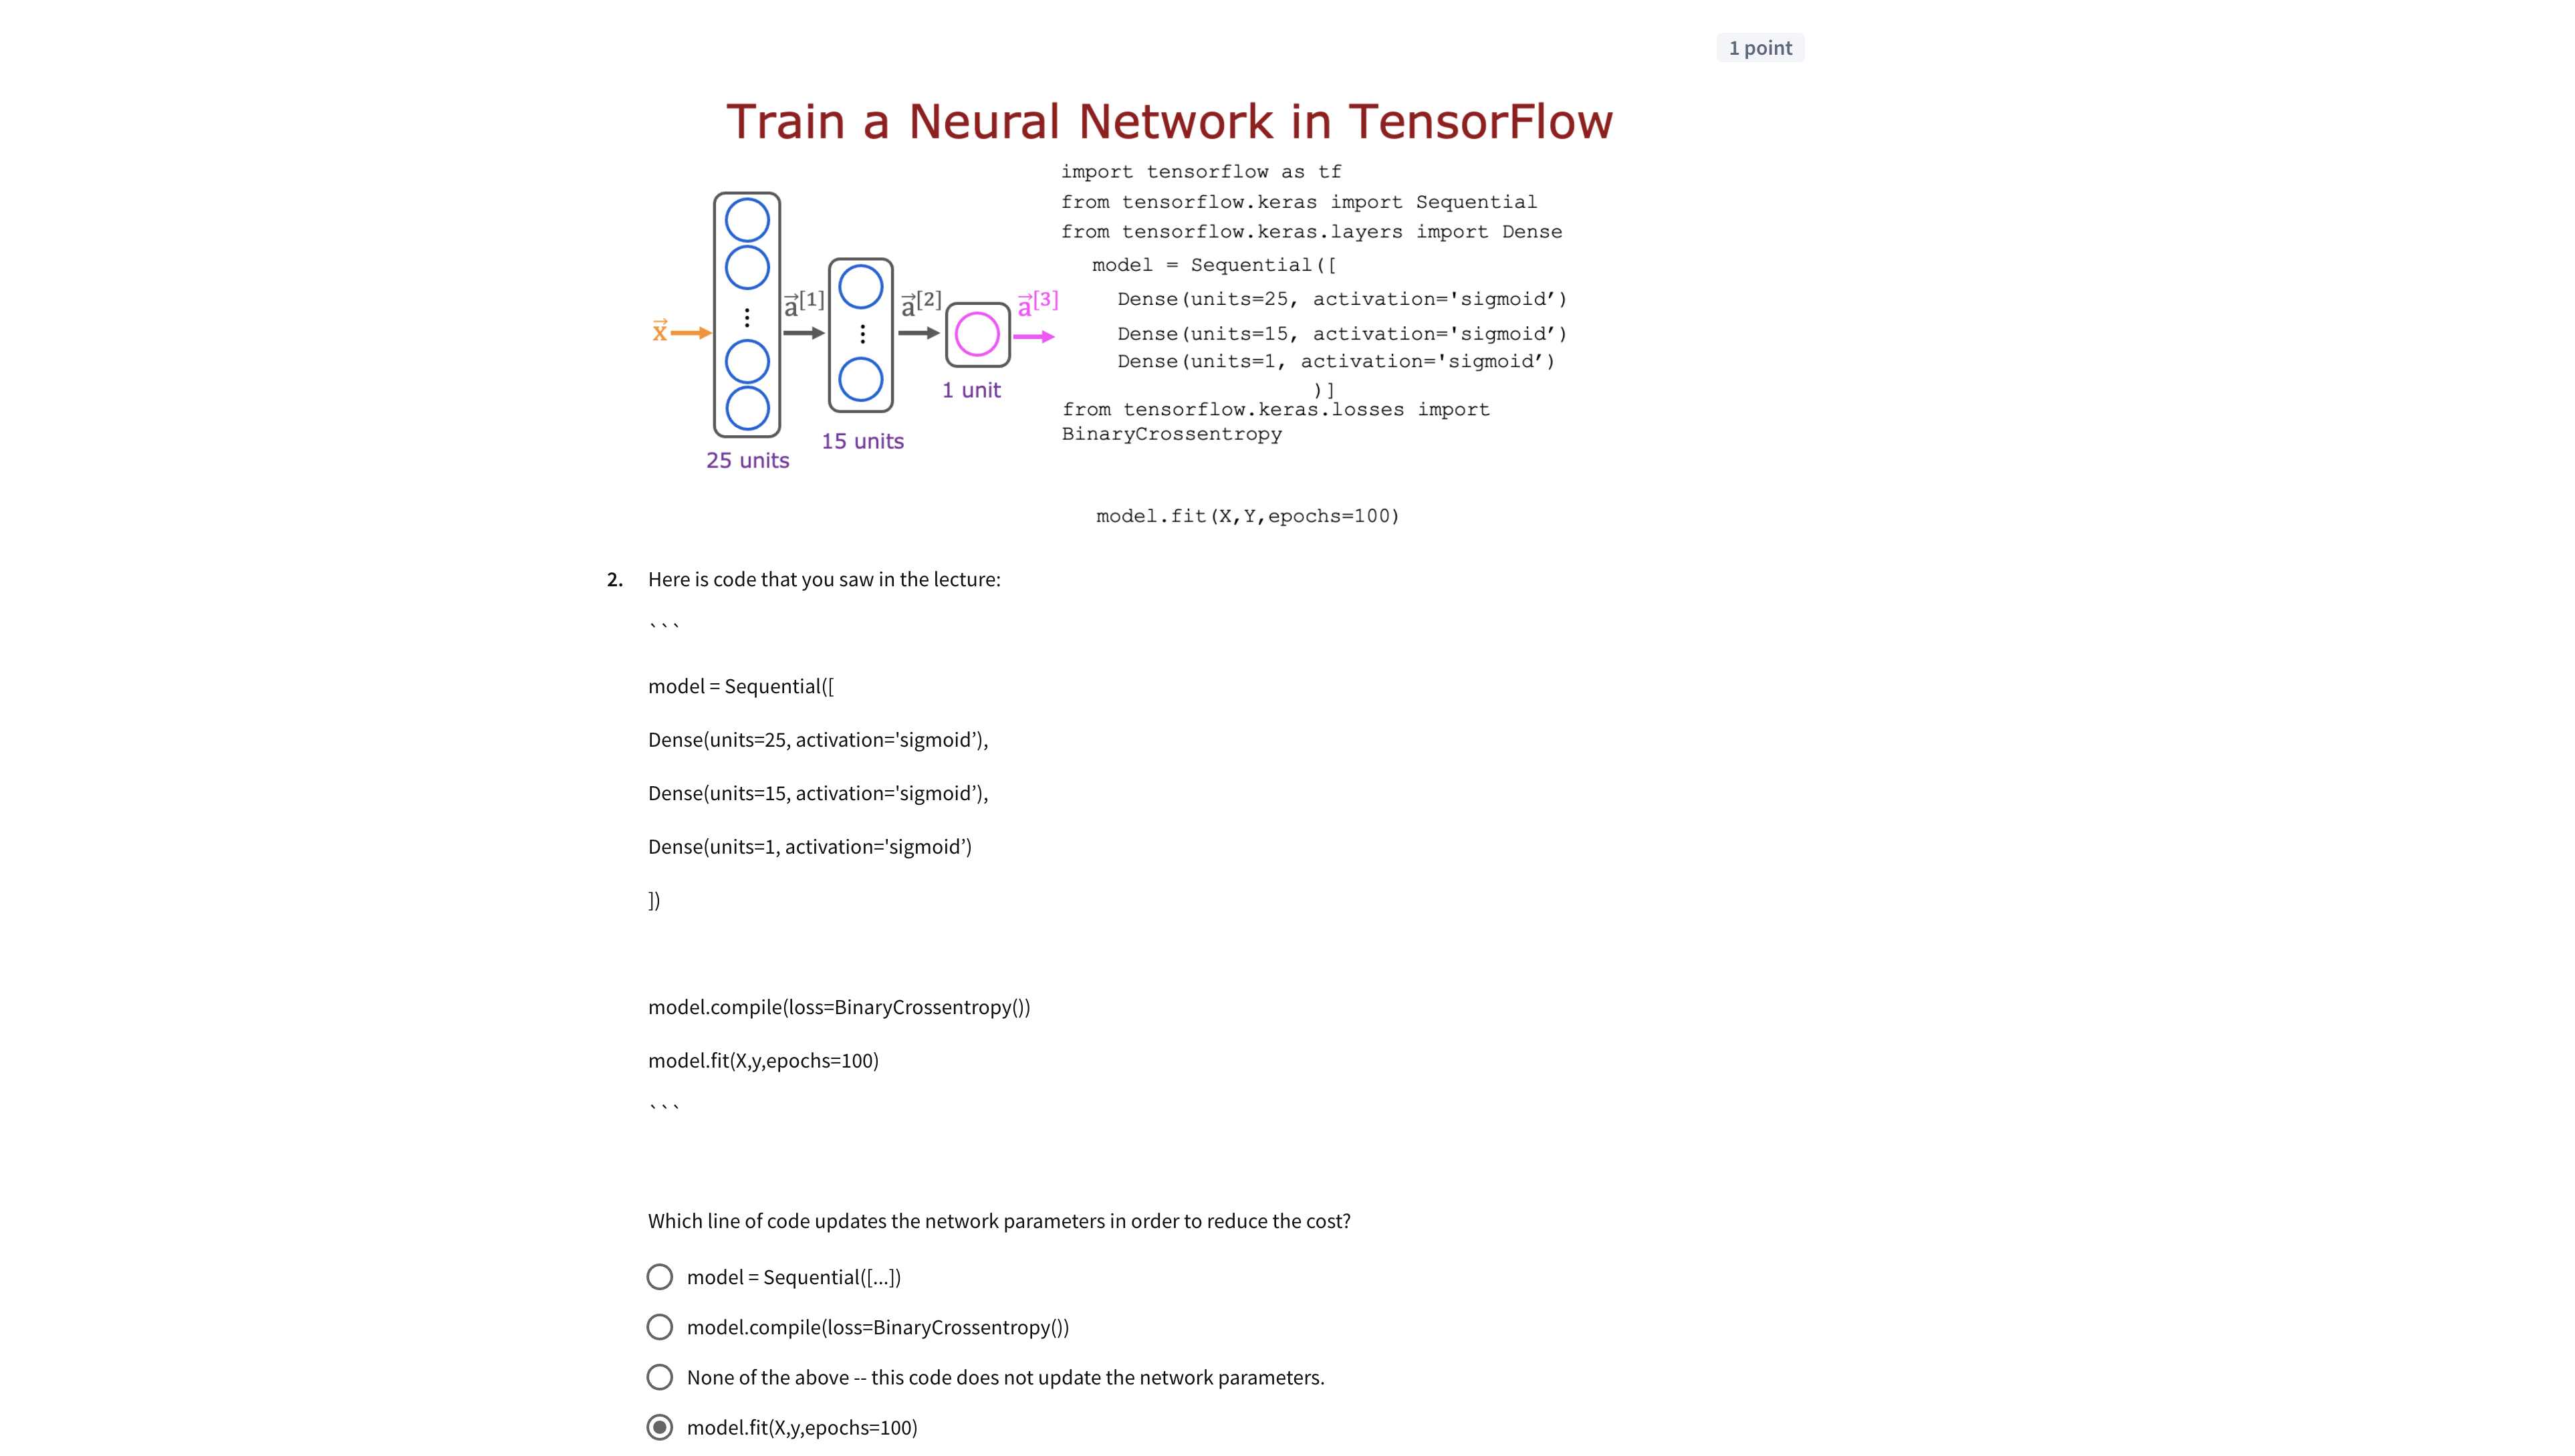 1 point
Train a Neural Network in TensorFlow
import tensorflow as tf
from tensorflow.keras import Sequential
from tensorflow.keras.layers import Dense
model = Sequential([
Dense(units=25, activation='sigmoid’)
Dense(units=15, activation='sigmoid’)
Dense(units=1, activation='sigmoid’)
)]
from tensorflow.keras.losses import
BinaryCrossentropy
model.fit(X,Y,epochs=100)
x⃗
a⃗[1]
a⃗[2]
a⃗[3]
25 units
15 units
1 unit
2. Here is code that you saw in the lecture:
```
model = Sequential([
Dense(units=25, activation='sigmoid’),
Dense(units=15, activation='sigmoid’),
Dense(units=1, activation='sigmoid’)
])
model.compile(loss=BinaryCrossentropy())
model.fit(X,y,epochs=100)
```
Which line of code updates the network parameters in order to reduce the cost?
model = Sequential([...])
model.compile(loss=BinaryCrossentropy())
None of the above -- this code does not update the network parameters.
model.fit(X,y,epochs=100)